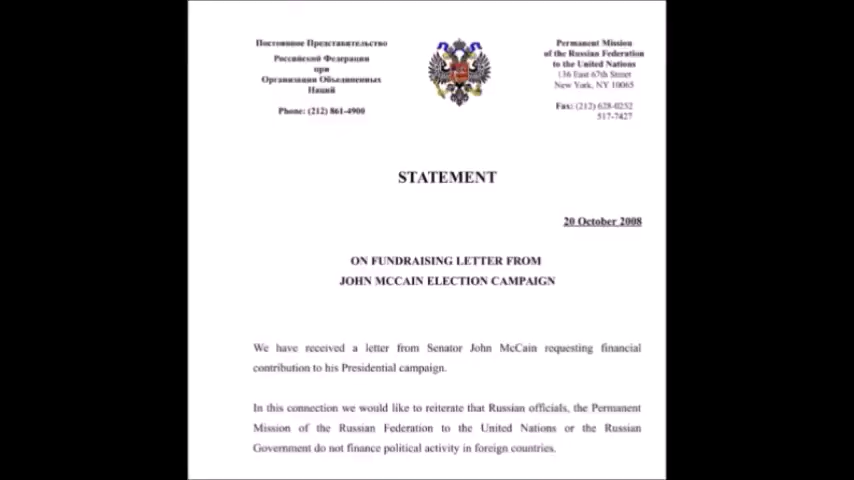 Постоянное Представительство
Российской Федерации
при
Организации Объединенных
Наций
Phone: (212) 861-4900
Permanent Mission
of the Russian Federation
to the United Nations
136 East 67th Street
New York, NY 10065
Fax: (212) 628-0252
517-7427
STATEMENT
20 October 2008
ON FUNDRAISING LETTER FROM
JOHN MCCAIN ELECTION CAMPAIGN
We have received a letter from Senator John McCain requesting financial
contribution to his Presidential campaign.
In this connection we would like to reiterate that Russian officials, the Permanent
Mission of the Russian Federation to the United Nations or the Russian
Government do not finance political activity in foreign countries.